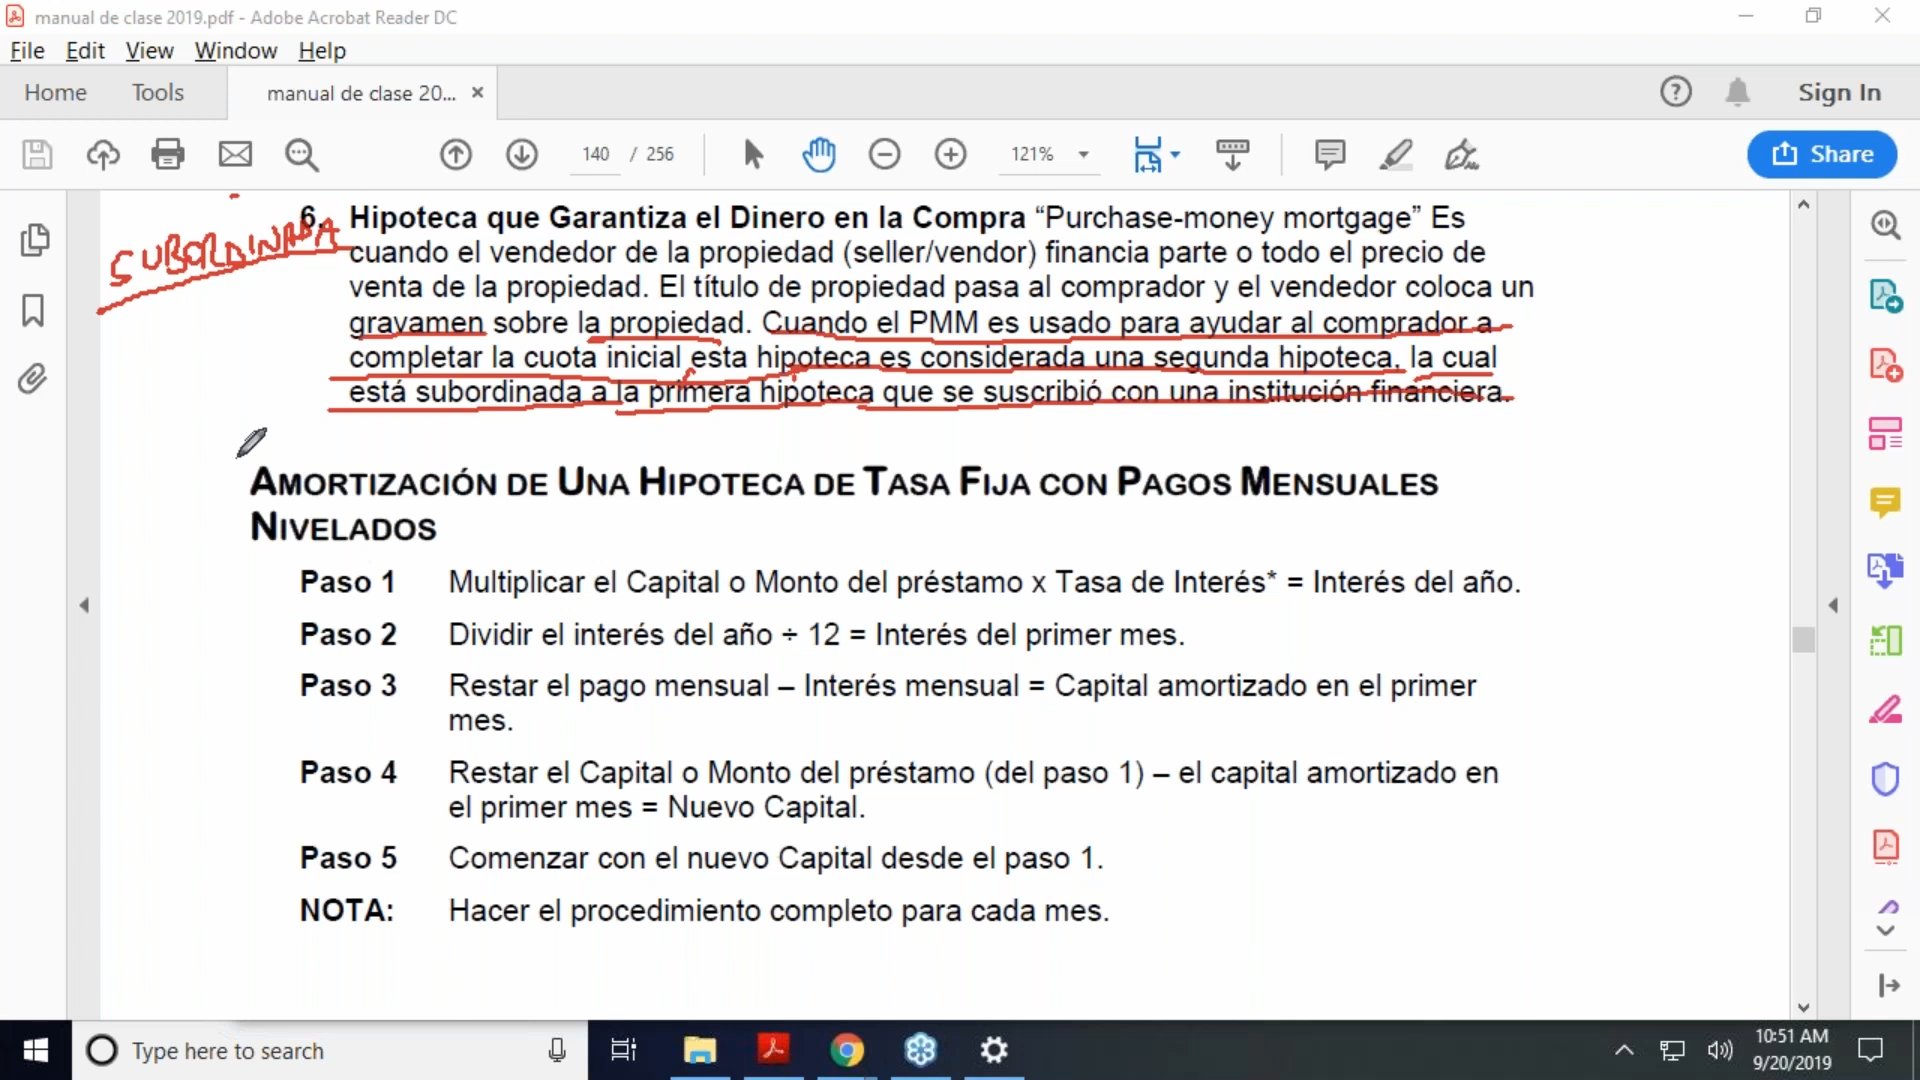 manual de clase 2019.pdf - Adobe Acrobat Reader DC
File Edit View Window Help
Home Tools manual de clase 20... × Sign In
140 / 256 121% Share
SUBORDINADA
6. Hipoteca que Garantiza el Dinero en la Compra “Purchase-money mortgage” Es
cuando el vendedor de la propiedad (seller/vendor) financia parte o todo el precio de
venta de la propiedad. El título de propiedad pasa al comprador y el vendedor coloca un
gravamen sobre la propiedad. Cuando el PMM es usado para ayudar al comprador a
completar la cuota inicial esta hipoteca es considerada una segunda hipoteca, la cual
está subordinada a la primera hipoteca que se suscribió con una institución financiera.
AMORTIZACIÓN DE UNA HIPOTECA DE TASA FIJA CON PAGOS MENSUALES
NIVELADOS
Paso 1 Multiplicar el Capital o Monto del préstamo x Tasa de Interés* = Interés del año.
Paso 2 Dividir el interés del año ÷ 12 = Interés del primer mes.
Paso 3 Restar el pago mensual – Interés mensual = Capital amortizado en el primer
mes.
Paso 4 Restar el Capital o Monto del préstamo (del paso 1) – el capital amortizado en
el primer mes = Nuevo Capital.
Paso 5 Comenzar con el nuevo Capital desde el paso 1.
NOTA: Hacer el procedimiento completo para cada mes.
Type here to search
10:51 AM
9/20/2019